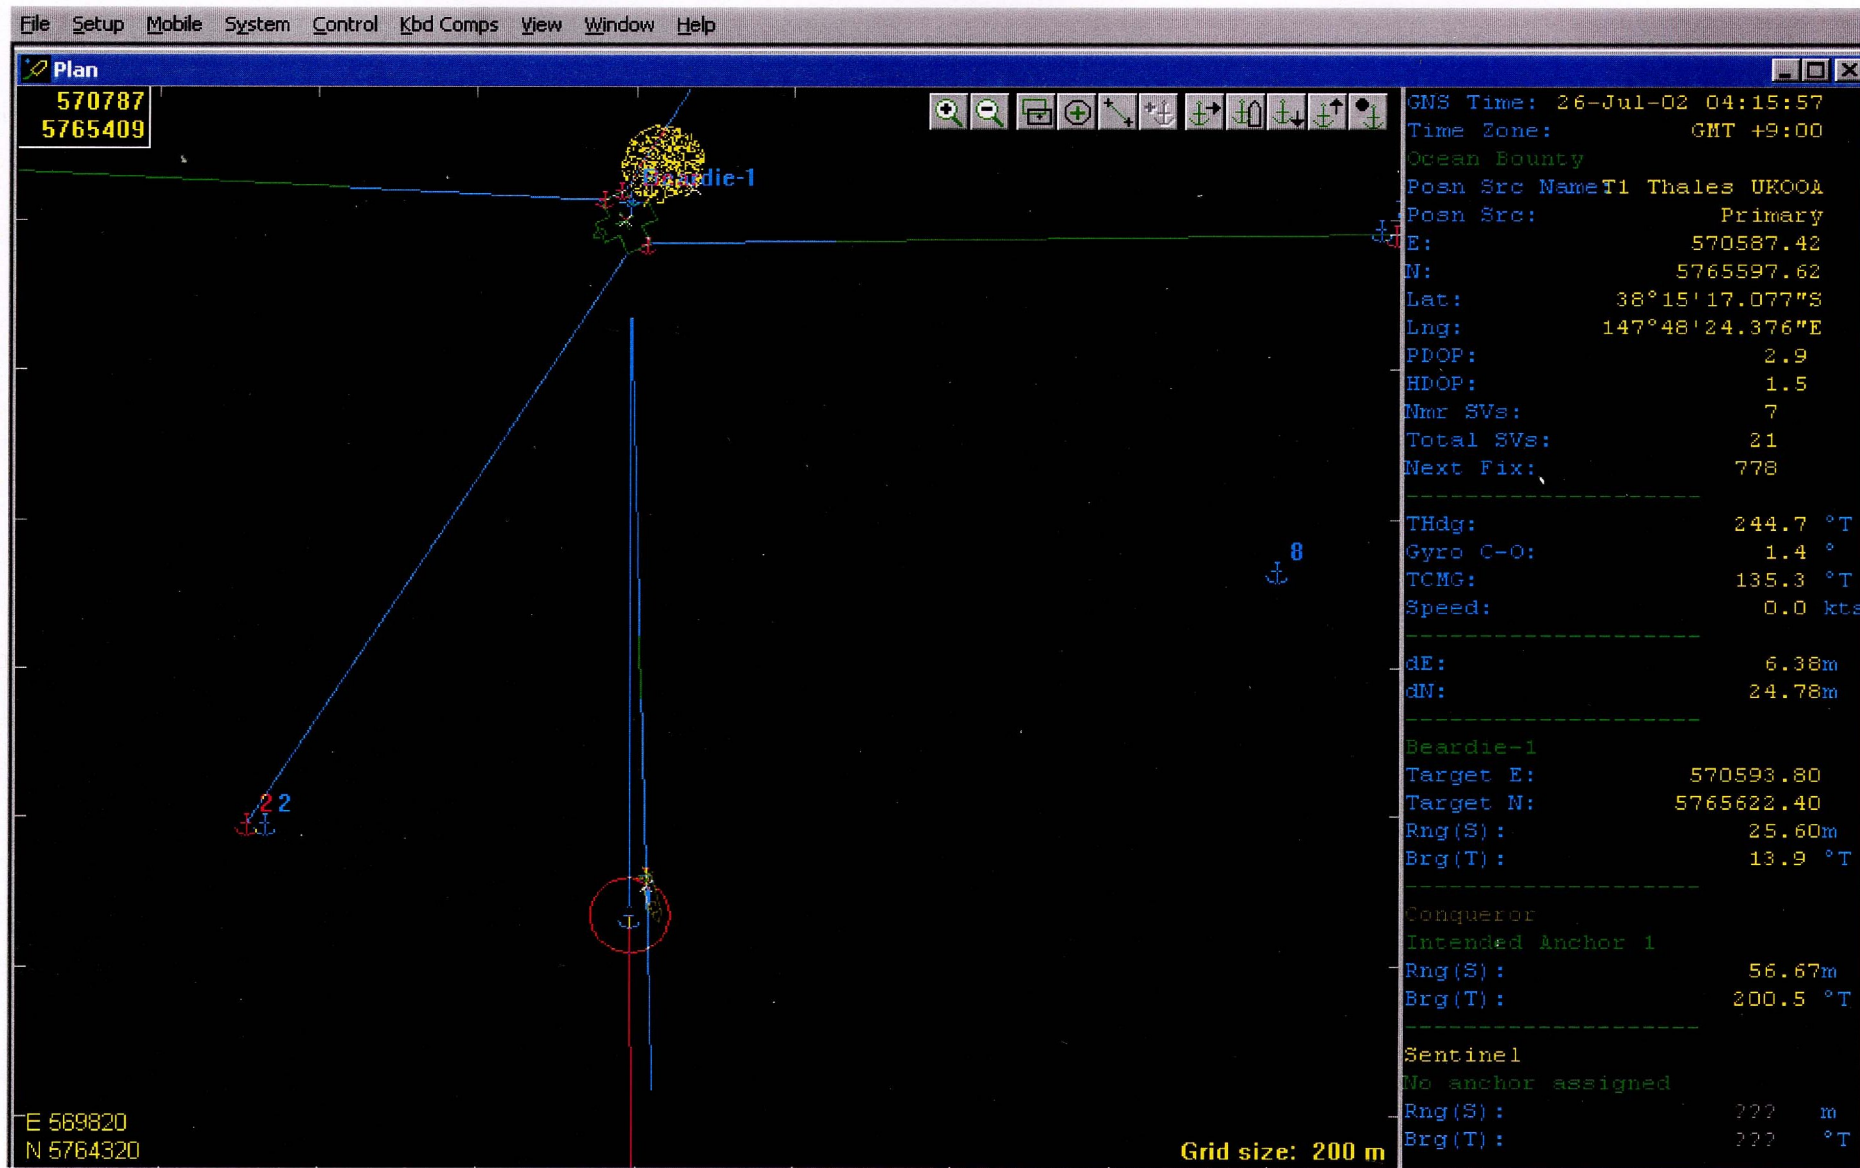 File Setup Mobile System Control Kbd Comps View Window Help
Plan
570787
5765409
Beardie-1
8
2 2
E 569820
N 5764320
Grid size: 200 m
GNS Time: 26-Jul-02 04:15:57
Time Zone: GMT +9:00
Ocean Bounty
Posn Src Name: T1 Thales UKOOA
Posn Src: Primary
E: 570587.42
N: 5765597.62
Lat: 38°15'17.077"S
Lng: 147°48'24.376"E
PDOP: 2.9
HDOP: 1.5
Nmr SVs: 7
Total SVs: 21
Next Fix: 778
THdg: 244.7 °T
Gyro C-O: 1.4 °
TCMG: 135.3 °T
Speed: 0.0 kts
dE: 6.38m
dN: 24.78m
Beardie-1
Target E: 570593.80
Target N: 5765622.40
Rng(S): 25.60m
Brg(T): 13.9 °T
Conqueror
Intended Anchor 1
Rng(S): 56.67m
Brg(T): 200.5 °T
Sentinel
No anchor assigned
Rng(S): ??? m
Brg(T): ??? °T